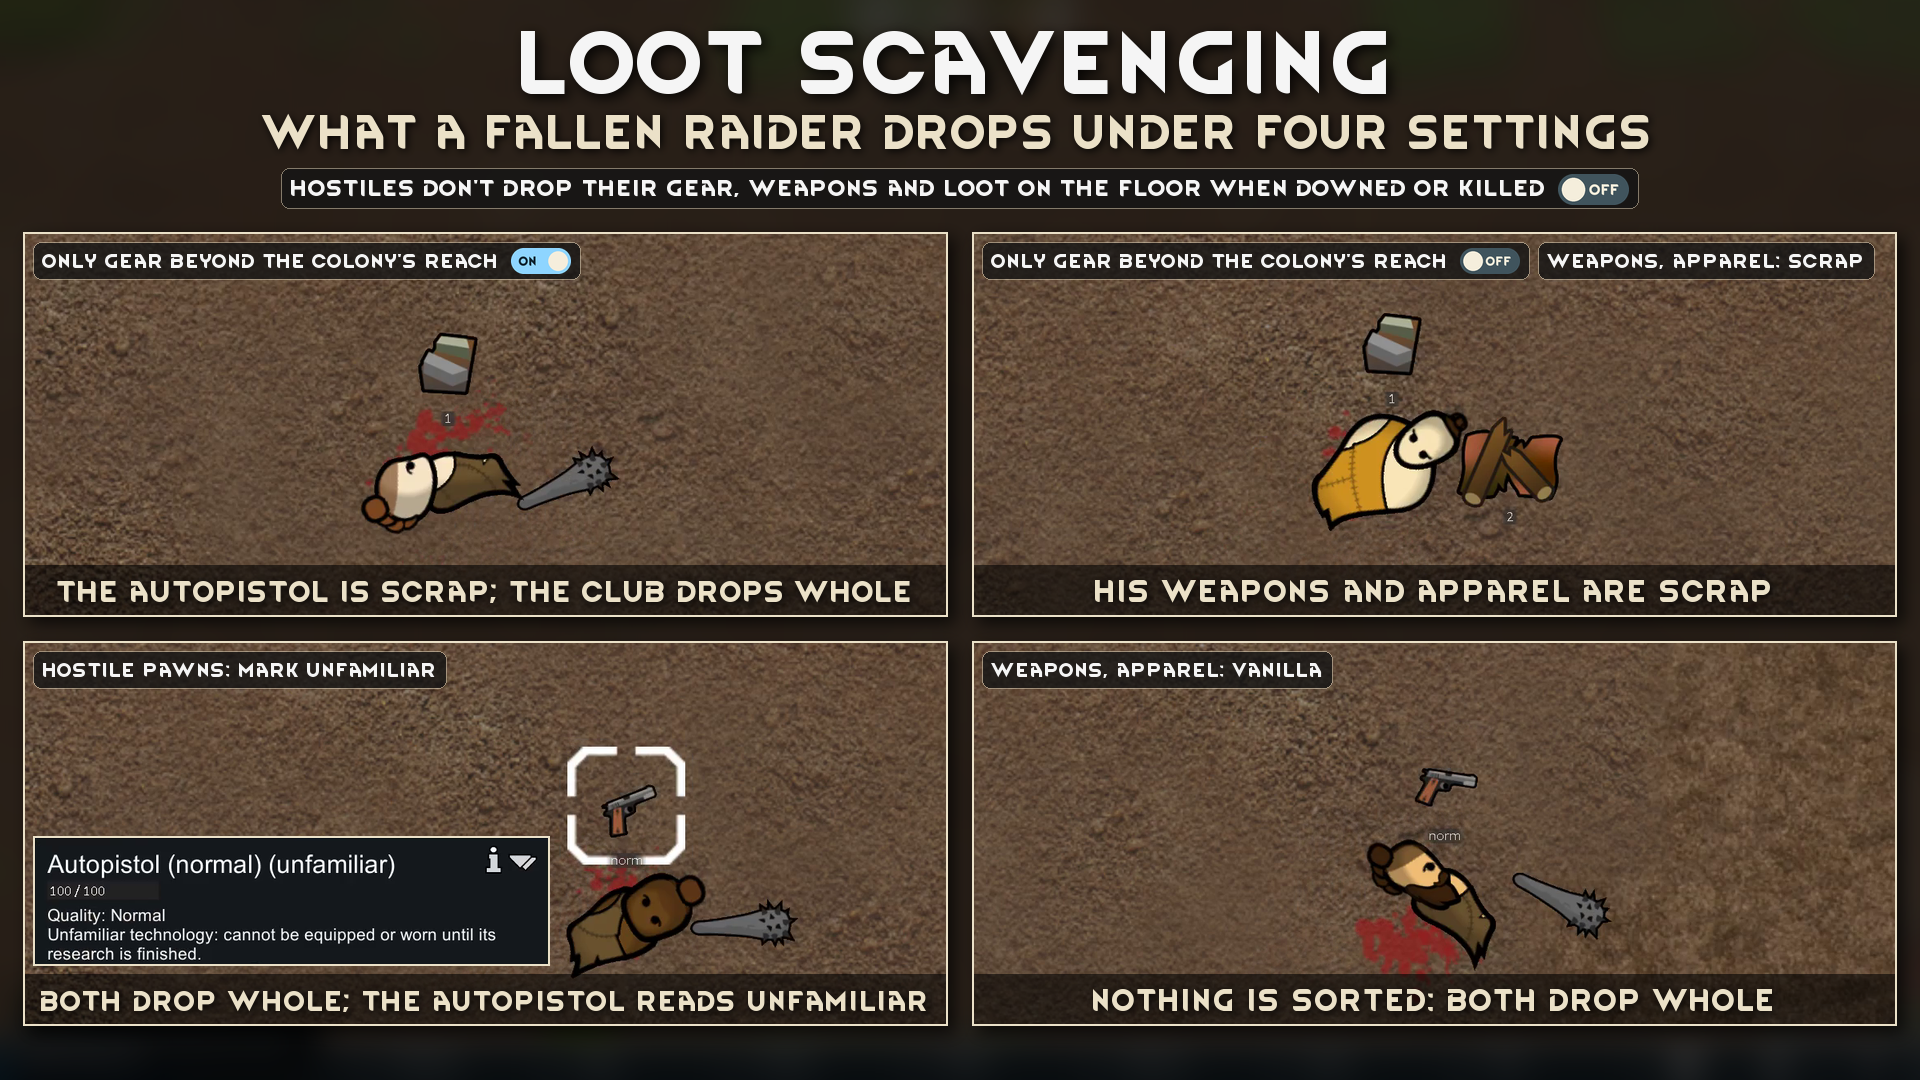 LOOT SCAVENGING
WHAT A FALLEN RAIDER DROPS UNDER FOUR SETTINGS
HOSTILES DON'T DROP THEIR GEAR, WEAPONS AND LOOT ON THE FLOOR WHEN DOWNED OR KILLED OFF
ONLY GEAR BEYOND THE COLONY'S REACH ON
1
THE AUTOPISTOL IS SCRAP; THE CLUB DROPS WHOLE
ONLY GEAR BEYOND THE COLONY'S REACH OFF WEAPONS, APPAREL: SCRAP
1
2
HIS WEAPONS AND APPAREL ARE SCRAP
HOSTILE PAWNS: MARK UNFAMILIAR
norm
Autopistol (normal) (unfamiliar)
100 / 100
Quality: Normal
Unfamiliar technology: cannot be equipped or worn until its
research is finished.
BOTH DROP WHOLE; THE AUTOPISTOL READS UNFAMILIAR
WEAPONS, APPAREL: VANILLA
norm
NOTHING IS SORTED: BOTH DROP WHOLE